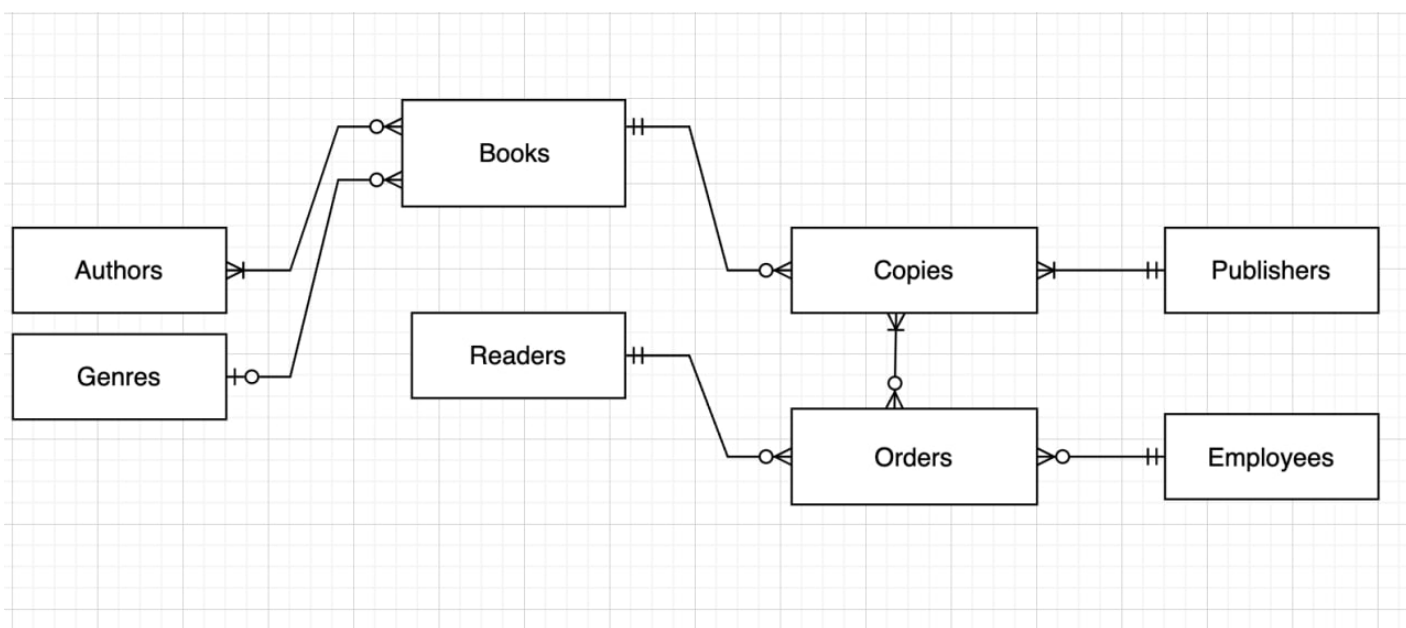 Books
Authors
Copies
Publishers
Readers
Genres
Orders
Employees